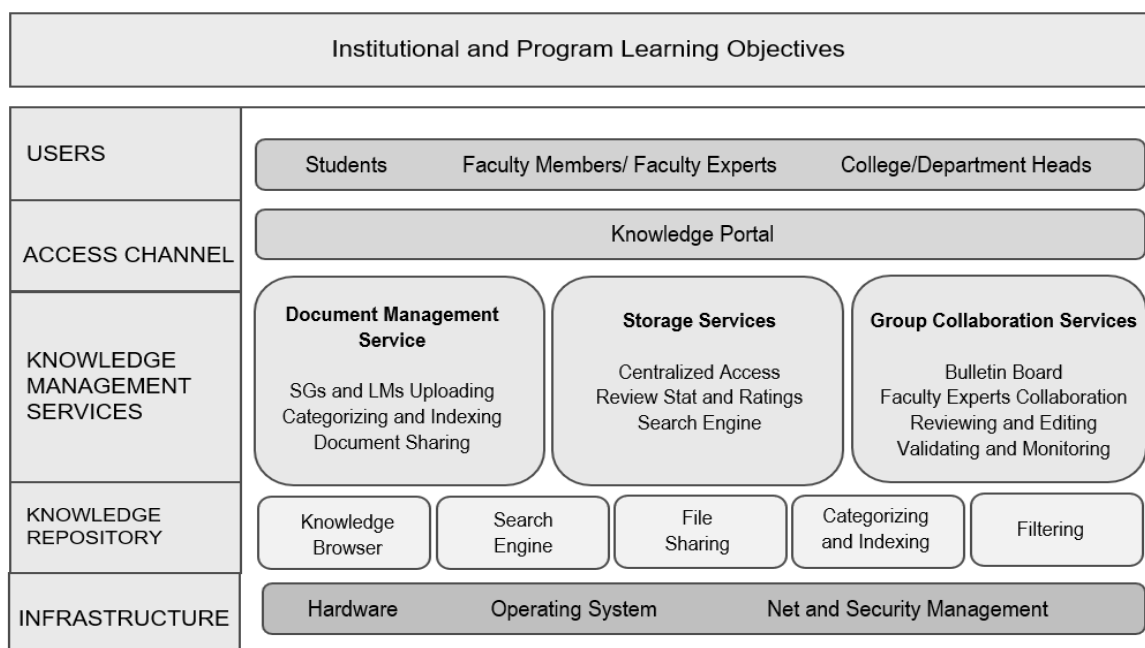 Institutional and Program Learning Objectives
USERS
Students Faculty Members/ Faculty Experts College/Department Heads
ACCESS CHANNEL
Knowledge Portal
KNOWLEDGE
MANAGEMENT
SERVICES
Document Management
Service
SGs and LMs Uploading
Categorizing and Indexing
Document Sharing
Storage Services
Centralized Access
Review Stat and Ratings
Search Engine
Group Collaboration Services
Bulletin Board
Faculty Experts Collaboration
Reviewing and Editing
Validating and Monitoring
KNOWLEDGE
REPOSITORY
Knowledge
Browser
Search
Engine
File
Sharing
Categorizing
and Indexing
Filtering
INFRASTRUCTURE
Hardware Operating System Net and Security Management